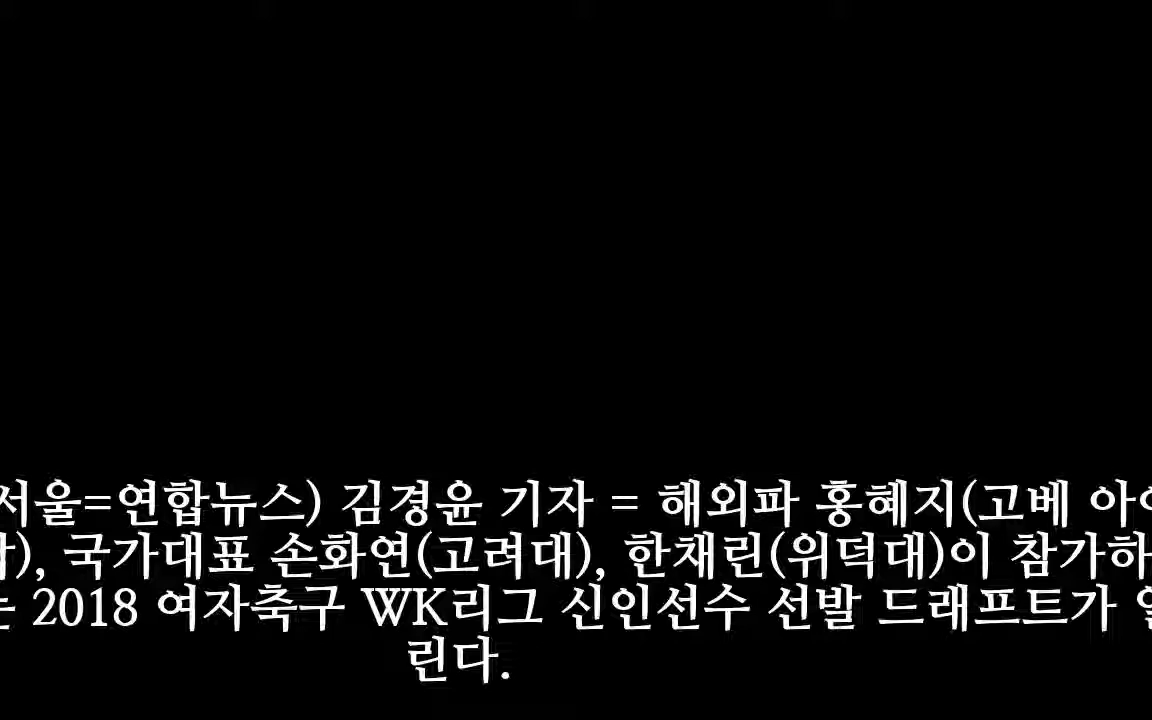 서울=연합뉴스) 김경윤 기자 = 해외파 홍혜지(고베 아이
국가대표 손화연(고려대), 한채린(위덕대)이 참가하
는 2018 여자축구 WK리그 신인선수 선발 드래프트가 열
린다.